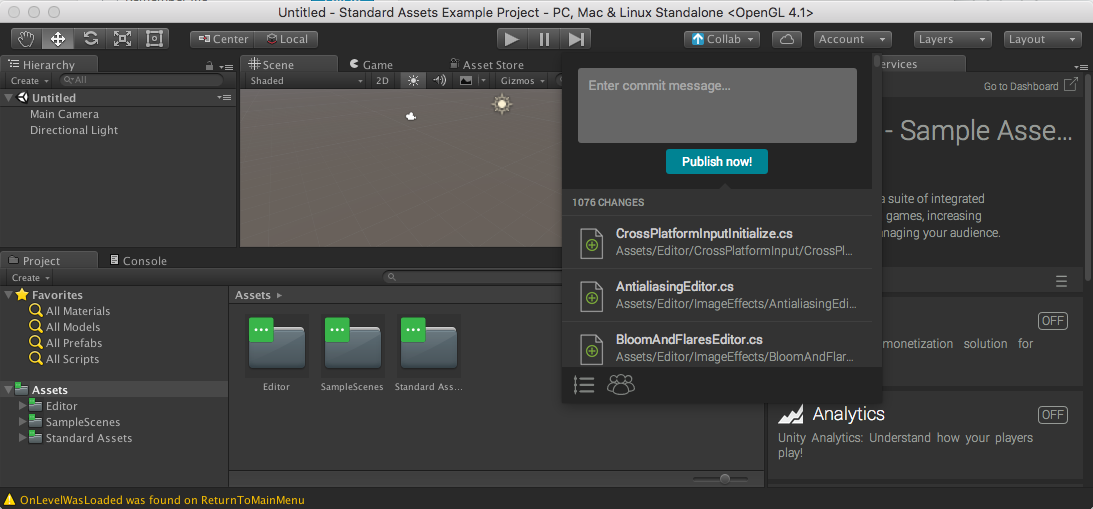 Untitled - Standard Assets Example Project - PC, Mac & Linux Standalone <OpenGL 4.1>
Center Local Collab Account Layers Layout
Hierarchy
Create All
Untitled
Main Camera
Directional Light
Scene Game Asset Store
Shaded 2D Gizmos
Enter commit message...
Publish now!
1076 CHANGES
CrossPlatformInputInitialize.cs
Assets/Editor/CrossPlatformInput/CrossPl...
AntialiasingEditor.cs
Assets/Editor/ImageEffects/AntialiasingEdi...
BloomAndFlaresEditor.cs
Assets/Editor/ImageEffects/BloomAndFlar...
ervices
Go to Dashboard
- Sample Asse...
a suite of integrated
games, increasing
naging your audience.
OFF
monetization solution for
Analytics OFF
Unity Analytics: Understand how your players
play!
Project Console
Create
Favorites
All Materials
All Models
All Prefabs
All Scripts
Assets
Editor
SampleScenes
Standard Assets
Assets
Editor SampleScenes Standard Ass...
OnLevelWasLoaded was found on ReturnToMainMenu